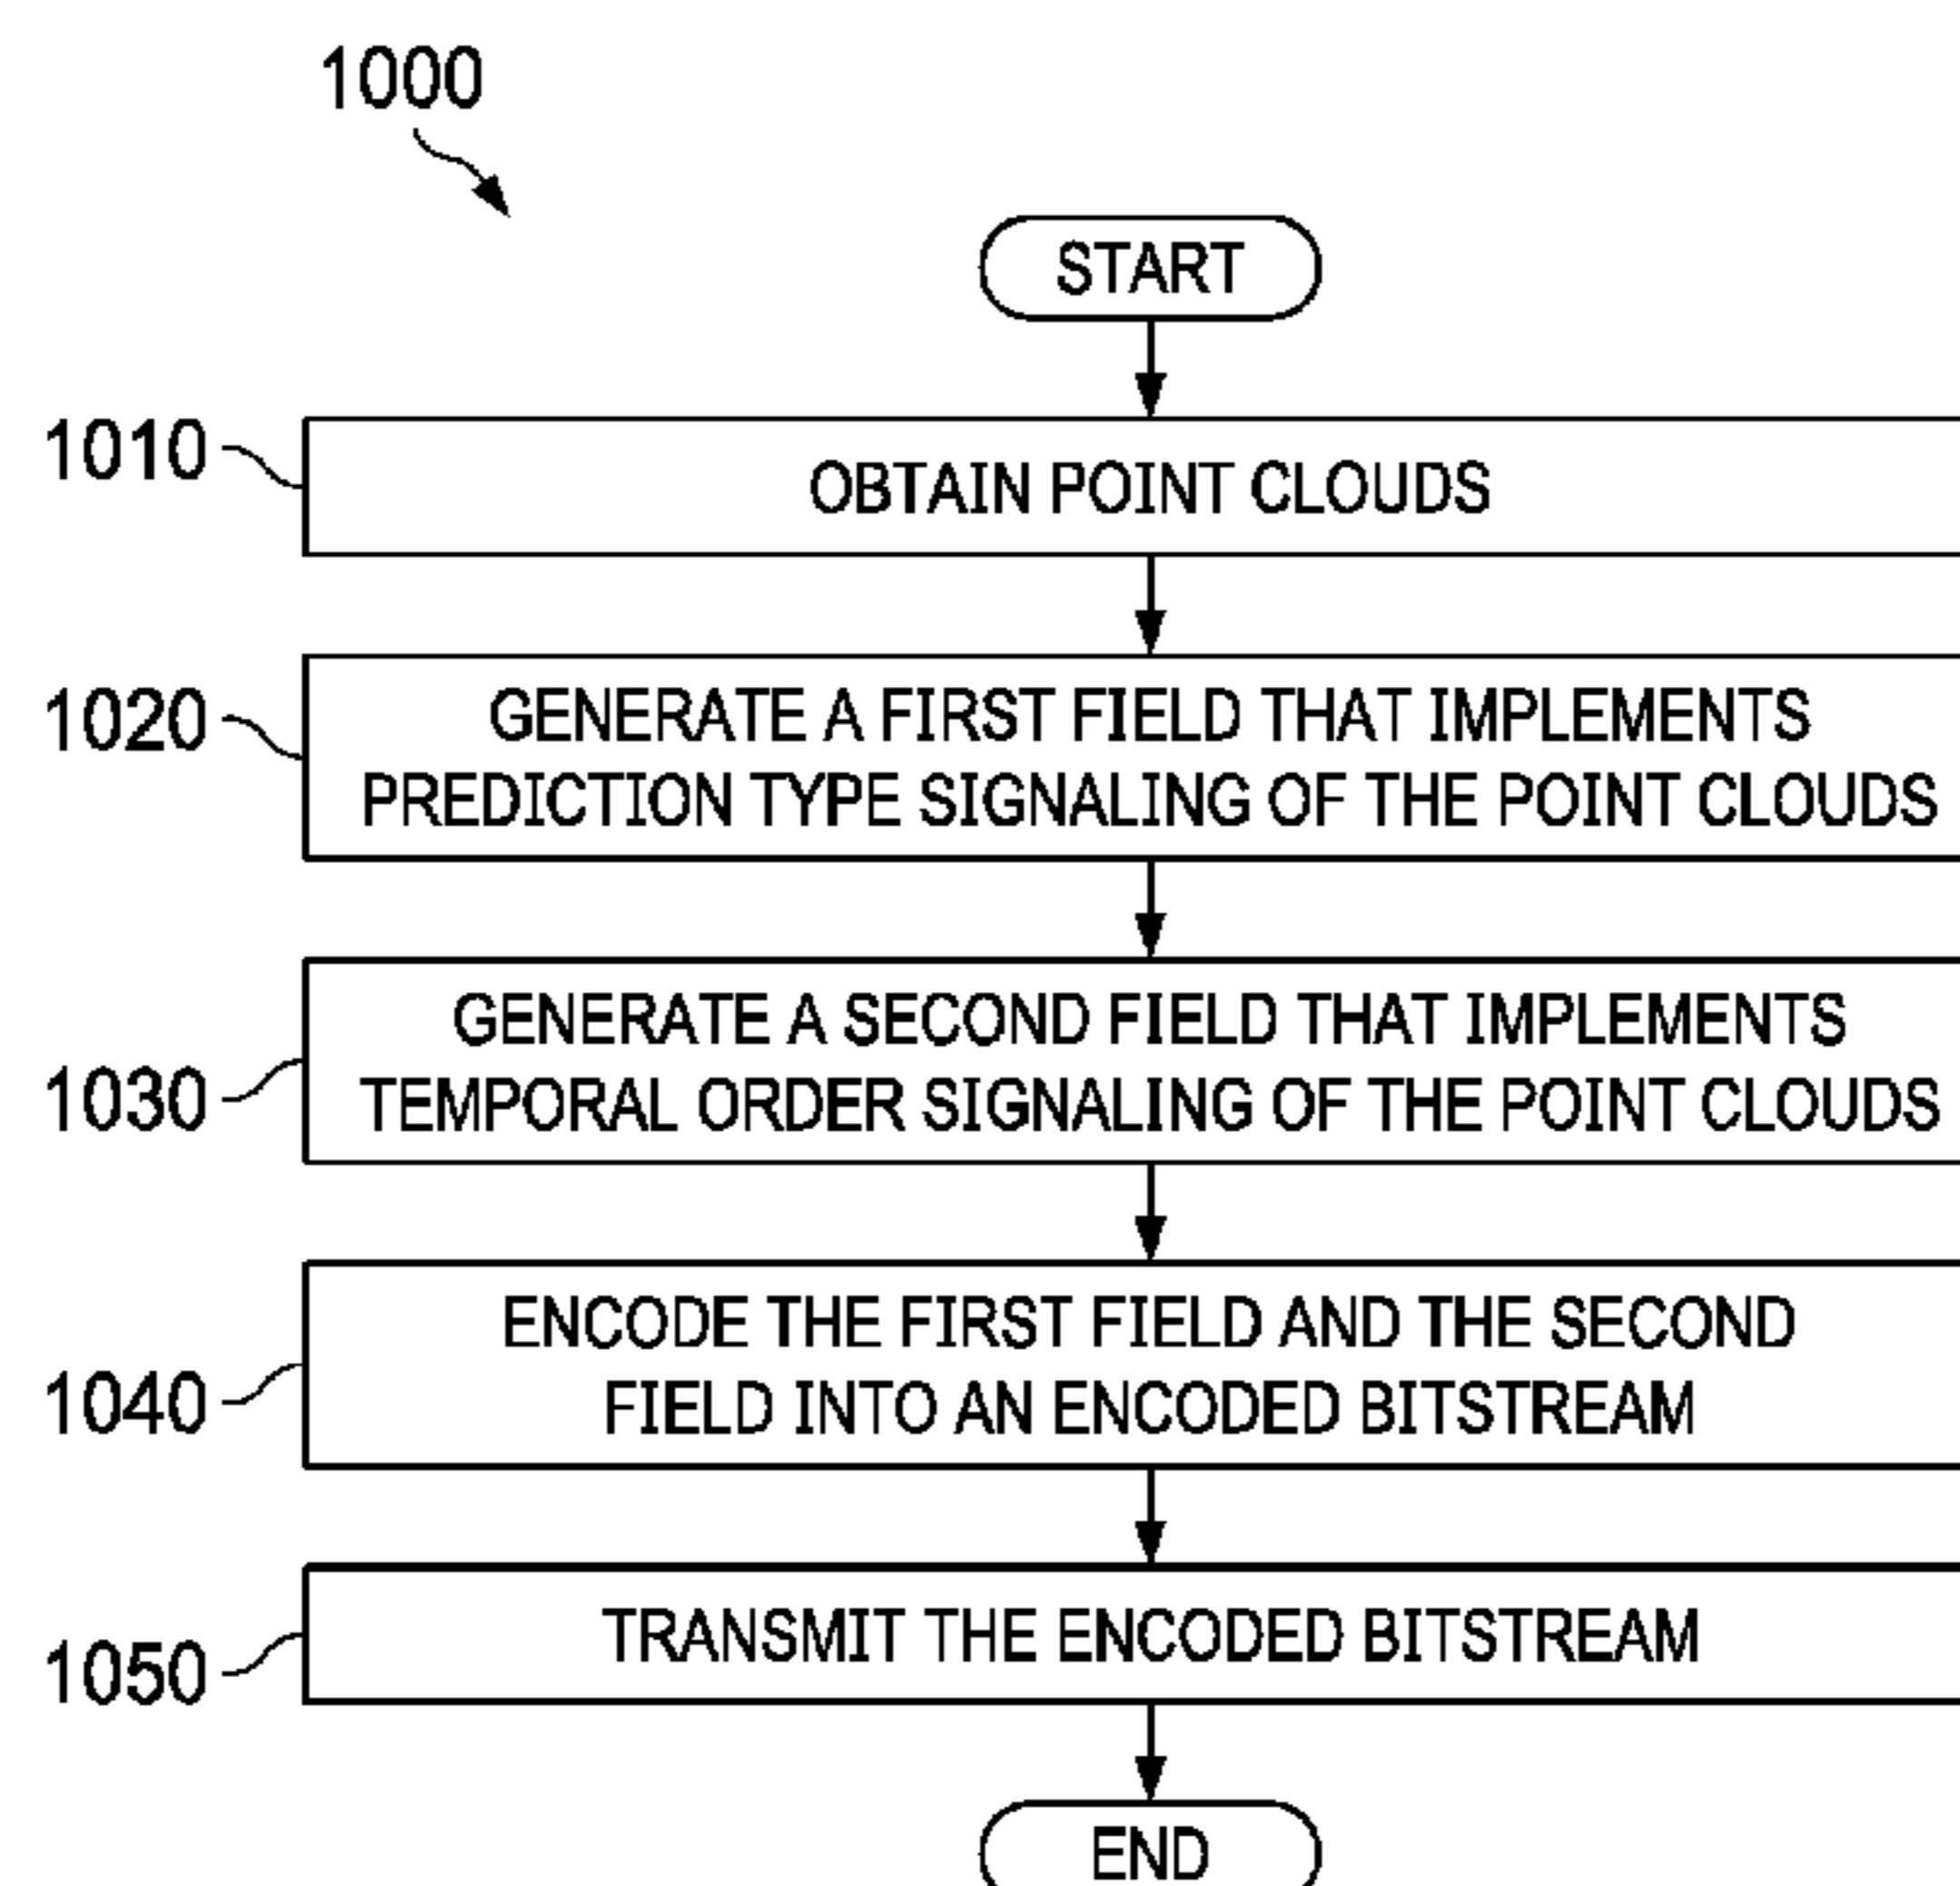 1000
START
1010
OBTAIN POINT CLOUDS
1020
GENERATE A FIRST FIELD THAT IMPLEMENTS
PREDICTION TYPE SIGNALING OF THE POINT CLOUDS
1030
GENERATE A SECOND FIELD THAT IMPLEMENTS
TEMPORAL ORDER SIGNALING OF THE POINT CLOUDS
1040
ENCODE THE FIRST FIELD AND THE SECOND
FIELD INTO AN ENCODED BITSTREAM
1050
TRANSMIT THE ENCODED BITSTREAM
END